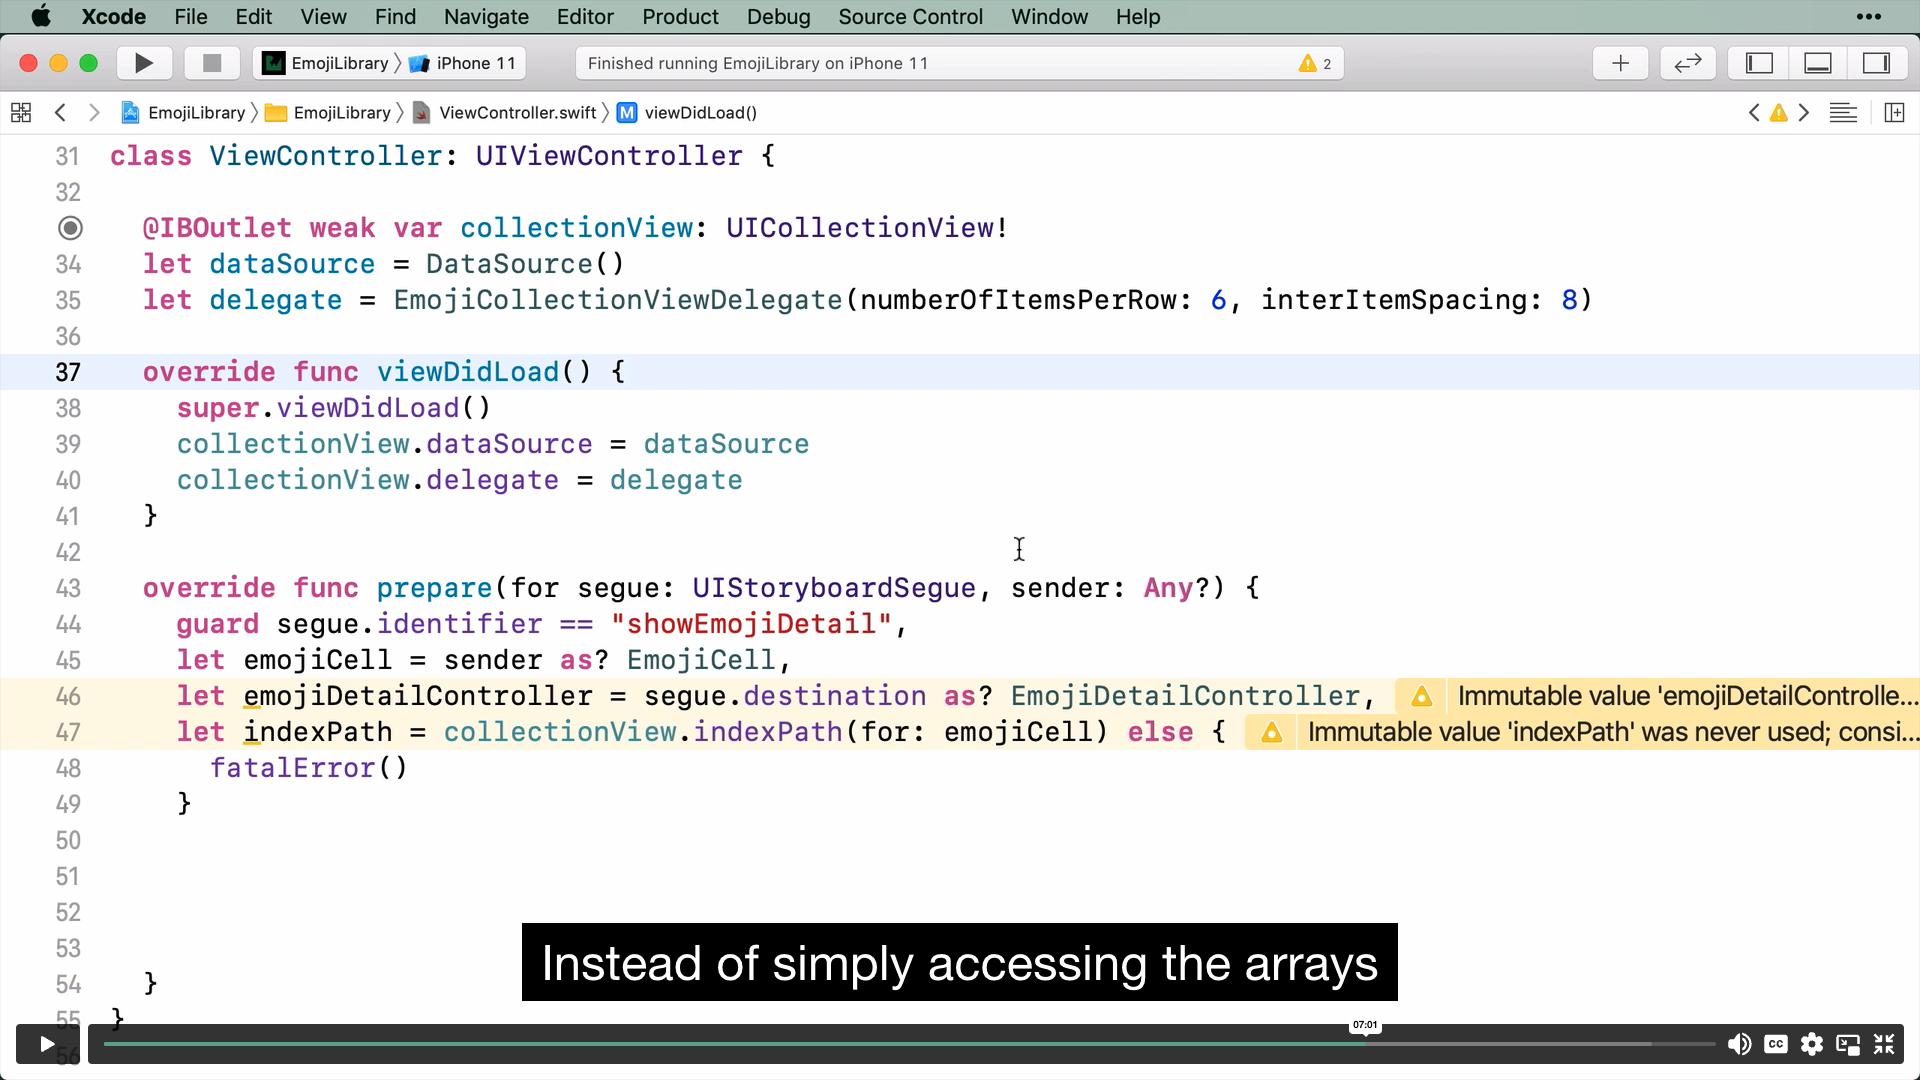 Xcode File Edit View Find Navigate Editor Product Debug Source Control Window Help •••
EmojiLibrary 〉 iPhone 11 Finished running EmojiLibrary on iPhone 11 2
EmojiLibrary 〉 EmojiLibrary 〉 ViewController.swift 〉 M viewDidLoad()
31 class ViewController: UIViewController {
32
@IBOutlet weak var collectionView: UICollectionView!
34 let dataSource = DataSource()
35 let delegate = EmojiCollectionViewDelegate(numberOfItemsPerRow: 6, interItemSpacing: 8)
36
37 override func viewDidLoad() {
38 super.viewDidLoad()
39 collectionView.dataSource = dataSource
40 collectionView.delegate = delegate
41 }
42
43 override func prepare(for segue: UIStoryboardSegue, sender: Any?) {
44 guard segue.identifier == "showEmojiDetail",
45 let emojiCell = sender as? EmojiCell,
46 let emojiDetailController = segue.destination as? EmojiDetailController, Immutable value 'emojiDetailControlle...
47 let indexPath = collectionView.indexPath(for: emojiCell) else { Immutable value 'indexPath' was never used; consi...
48 fatalError()
49 }
50
51
52
53
Instead of simply accessing the arrays
54 }
55 }
07:01
56 CC